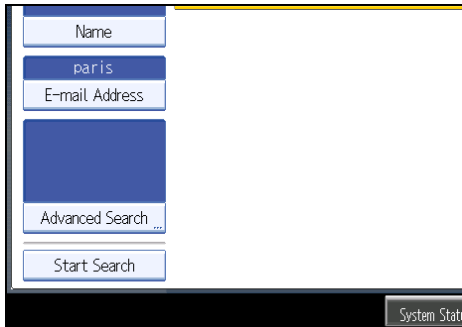 Name
paris
E-mail Address
Advanced Search ...
Start Search
System Stat